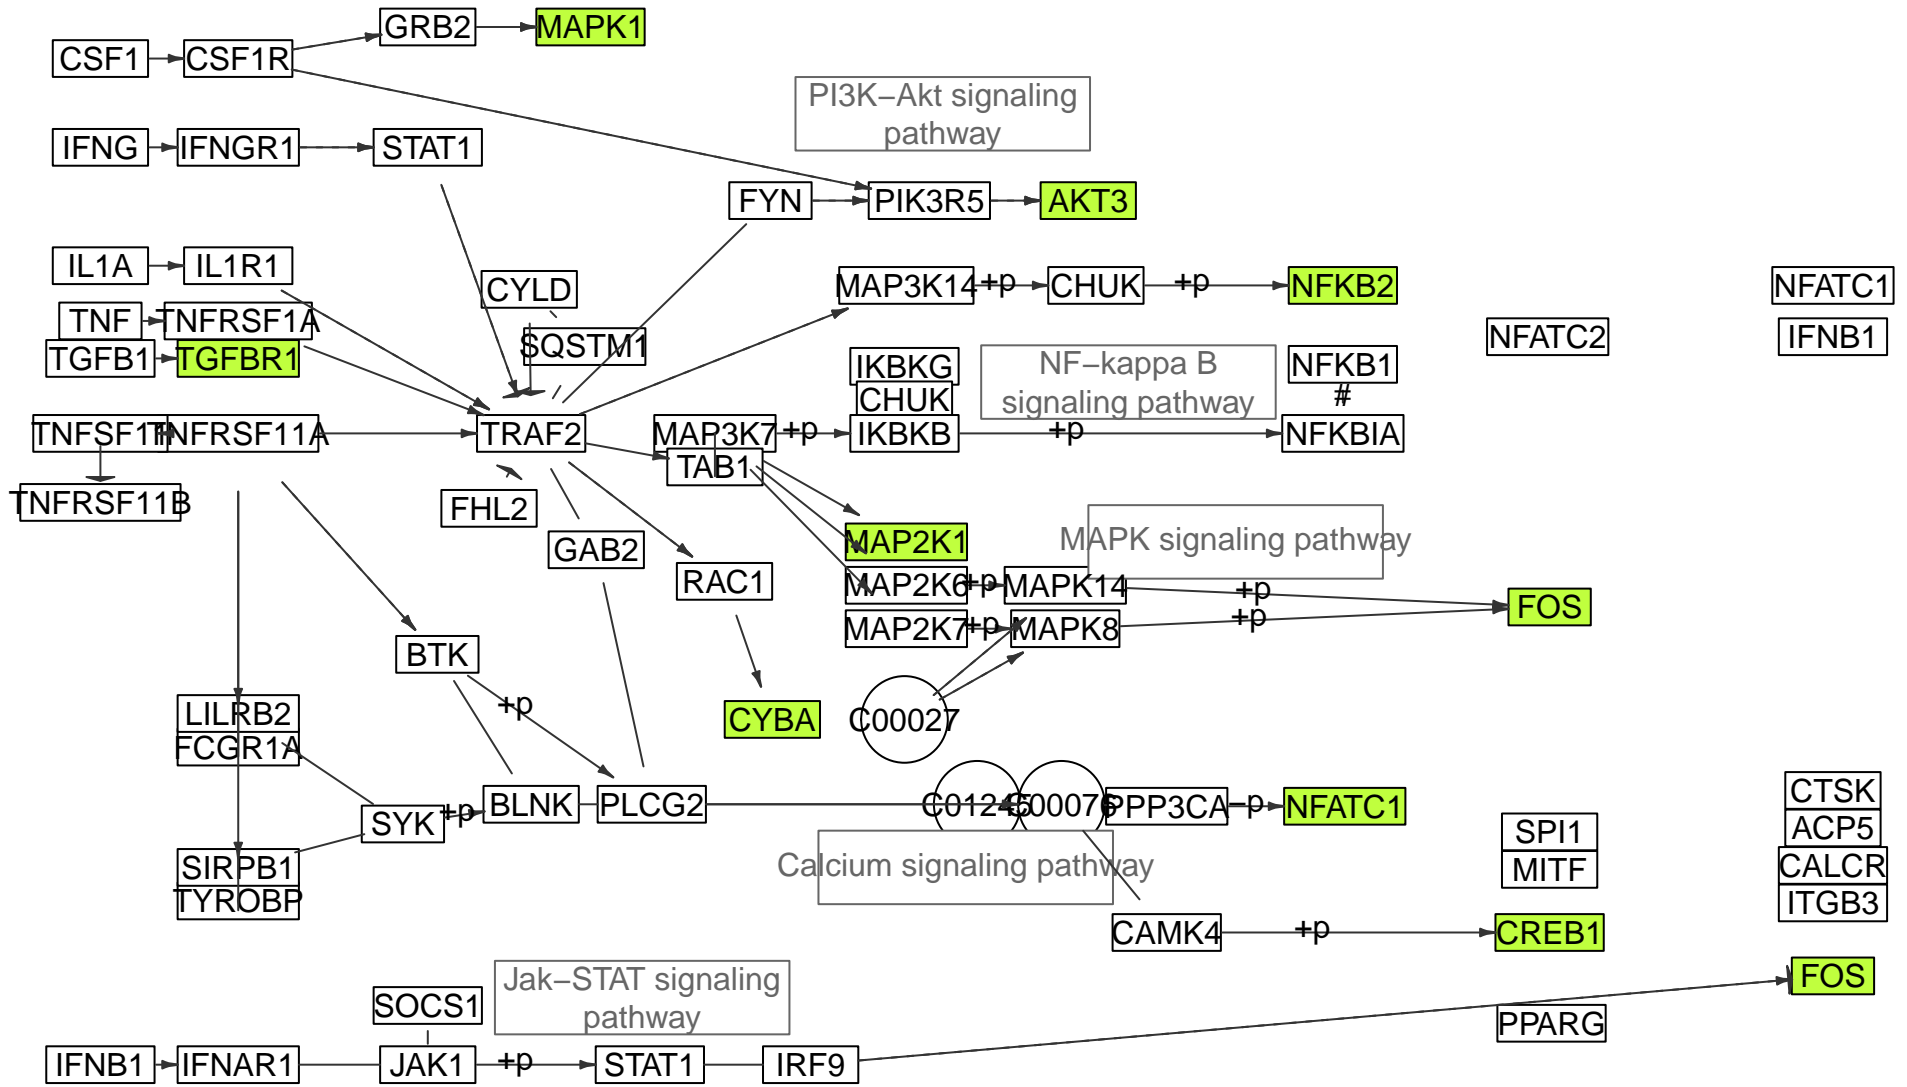 GRB2
MAPK1
CSF1
CSF1R
PI3K–Akt signaling
pathway
IFNG
IFNGR1
STAT1
FYN
PIK3R5
AKT3
IL1A
IL1R1
CYLD
MAP3K14
+p
CHUK
+p
NFKB2
NFATC1
TNF
TNFRSF1A
SQSTM1
NFATC2
IFNB1
TGFB1
TGFBR1
IKBKG
NF–kappa B
signaling pathway
NFKB1
CHUK
#
TNFRSF11A
TRAF2
MAP3K7
+p
IKBKB
+p
NFKBIA
TAB1
TNFRSF11B
FHL2
GAB2
MAP2K1
MAPK signaling pathway
RAC1
MAP2K6
+p
MAPK14
+p
FOS
MAP2K7
+p
MAPK8
+p
BTK
LILRB2
+p
CYBA
C00027
FCGR1A
SYK
+p
BLNK
PLCG2
C01245
C00076
PPP3CA
–p
NFATC1
CTSK
SPI1
ACP5
SIRPB1
Calcium signaling pathway
MITF
CALCR
TYROBP
ITGB3
CAMK4
+p
CREB1
Jak–STAT signaling
pathway
FOS
SOCS1
PPARG
IFNB1
IFNAR1
JAK1
+p
STAT1
IRF9